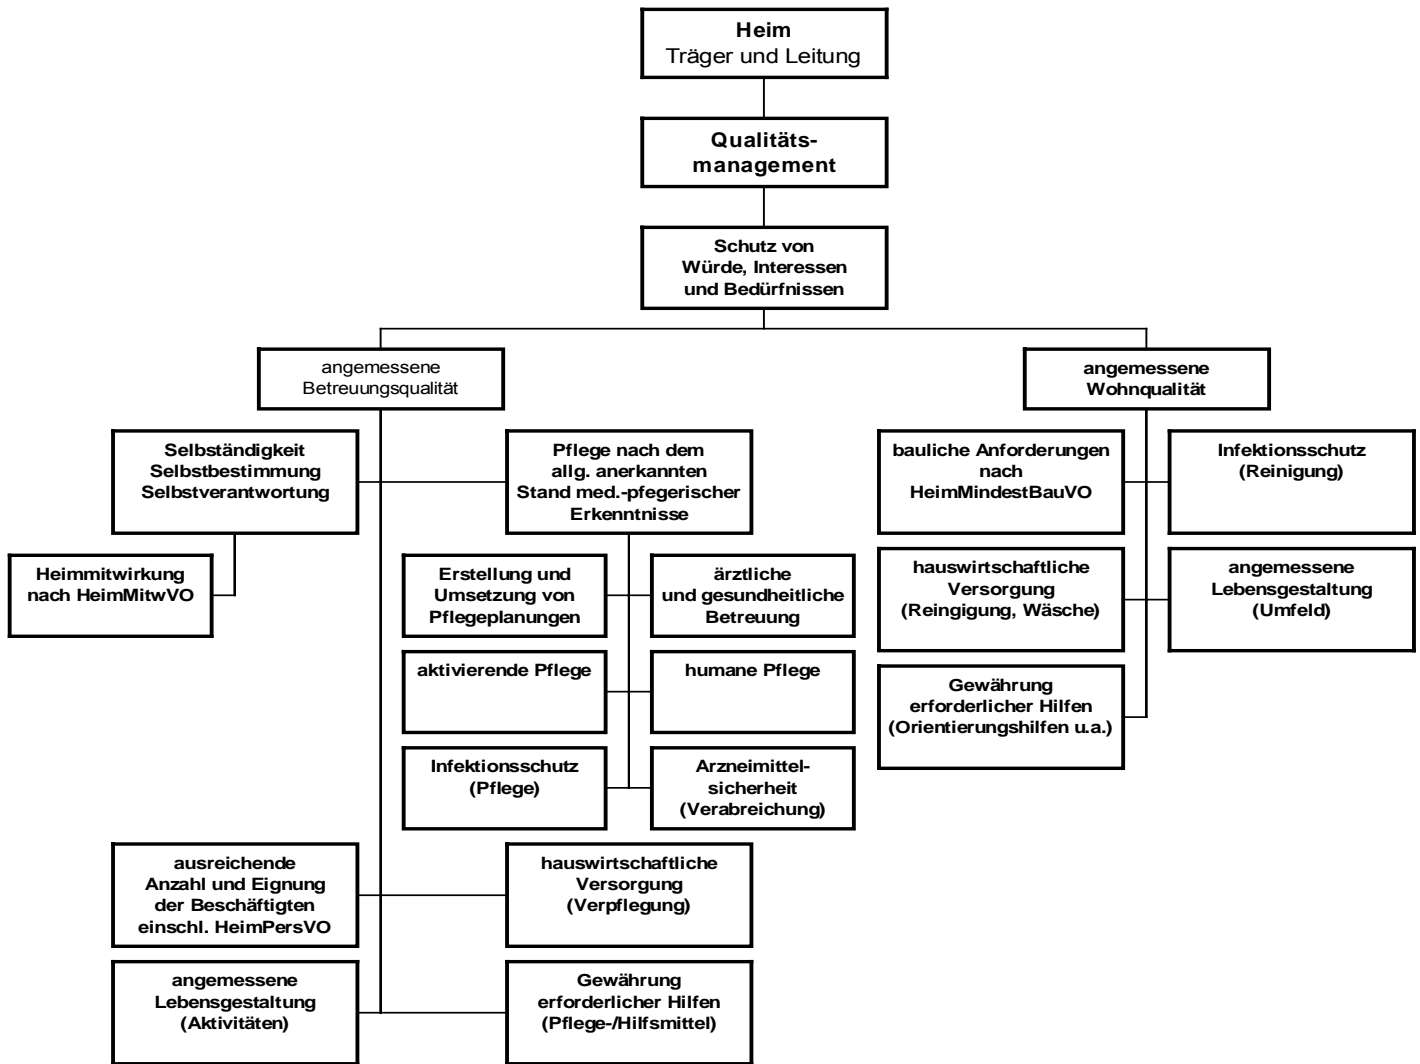 Heim
Träger und Leitung
Qualitäts-
management
Schutz von
Würde, Interessen
und Bedürfnissen
angemessene
Betreuungsqualität
angemessene
Wohnqualität
Selbständigkeit
Selbstbestimmung
Selbstverantwortung
Pflege nach dem
allg. anerkannten
Stand med.-pfegerischer
Erkenntnisse
bauliche Anforderungen
nach
HeimMindestBauVO
Infektionsschutz
(Reinigung)
Heimmitwirkung
nach HeimMitwVO
Erstellung und
Umsetzung von
Pflegeplanungen
ärztliche
und gesundheitliche
Betreuung
hauswirtschaftliche
Versorgung
(Reingigung, Wäsche)
angemessene
Lebensgestaltung
(Umfeld)
aktivierende Pflege
humane Pflege
Gewährung
erforderlicher Hilfen
(Orientierungshilfen u.a.)
Infektionsschutz
(Pflege)
Arzneimittel-
sicherheit
(Verabreichung)
ausreichende
Anzahl und Eignung
der Beschäftigten
einschl. HeimPersVO
hauswirtschaftliche
Versorgung
(Verpflegung)
angemessene
Lebensgestaltung
(Aktivitäten)
Gewährung
erforderlicher Hilfen
(Pflege-/Hilfsmittel)